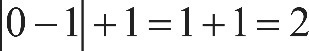 |0 − 1| + 1 = 1 + 1 = 2